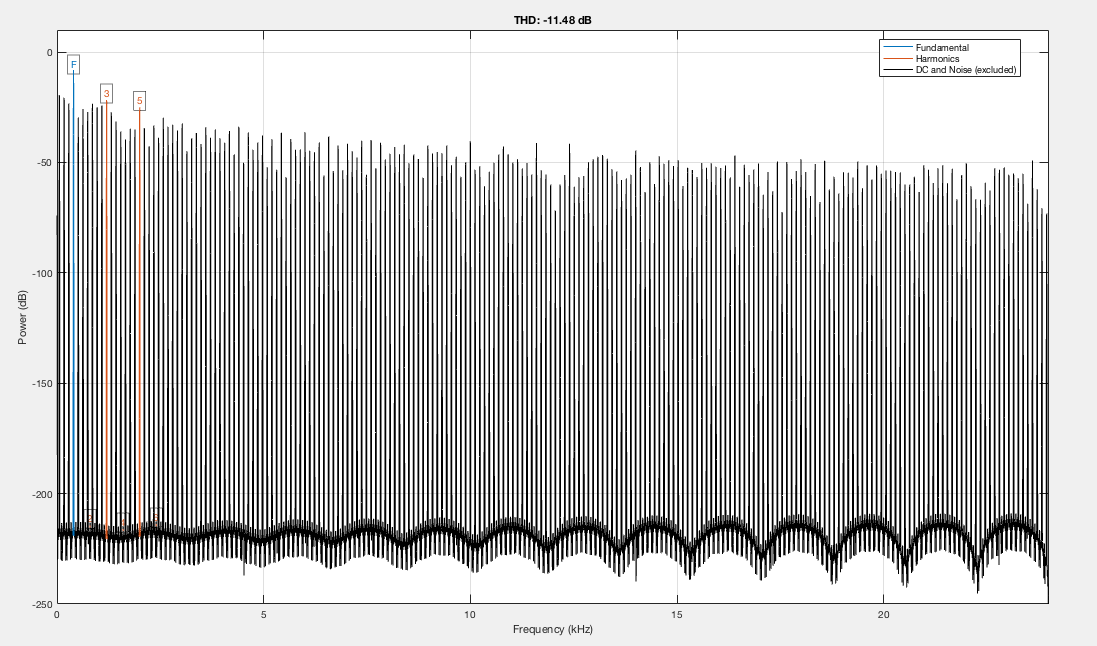 THD: -11.48 dB
Fundamental
Harmonics
DC and Noise (excluded)
F
3
5
0
-50
-100
-150
-200
-250
Power (dB)
0
5
10
15
20
Frequency (kHz)